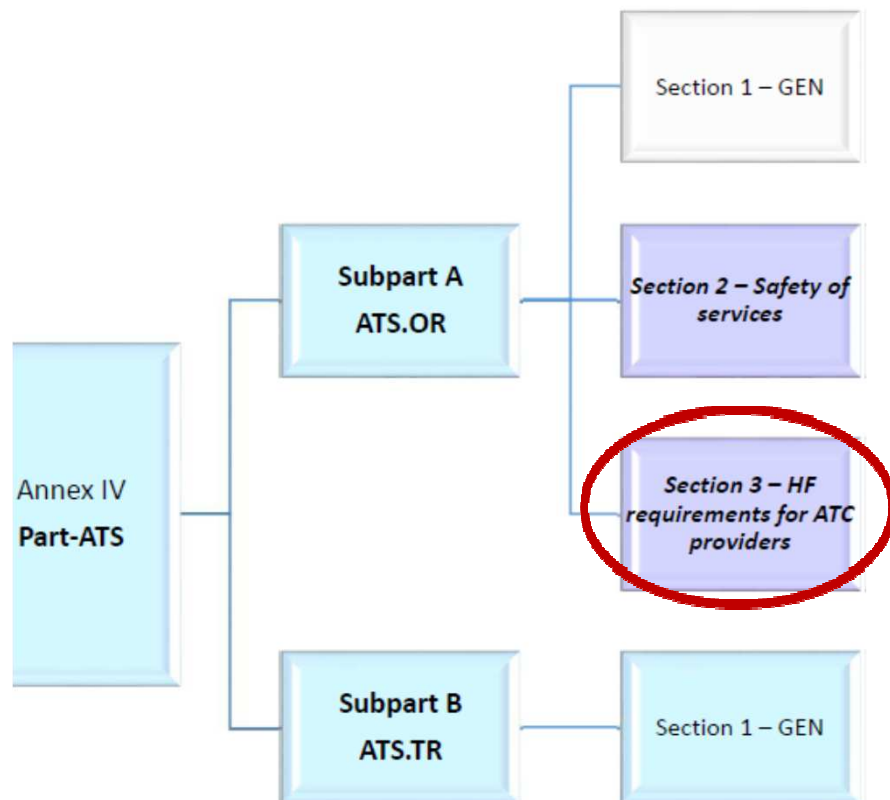 Annex IV
Part-ATS
Subpart A
ATS.OR
Section 1 – GEN
Section 2 – Safety of
services
Section 3 – HF
requirements for ATC
providers
Subpart B
ATS.TR
Section 1 – GEN